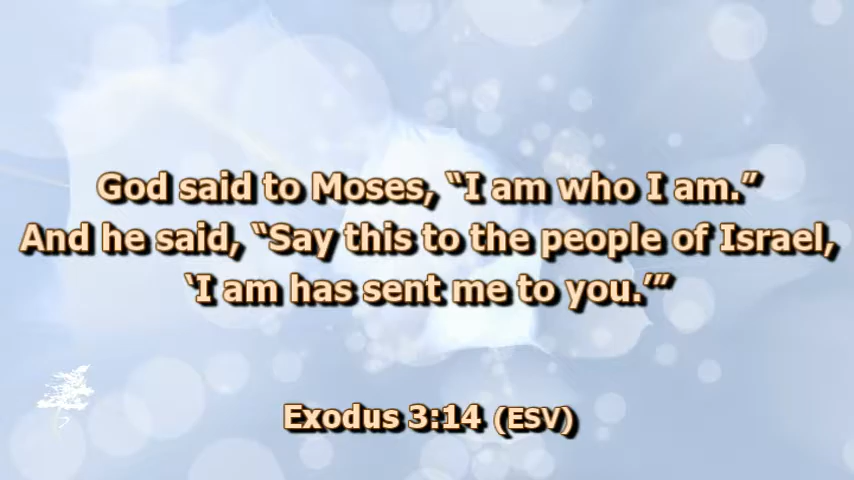 God said to Moses, “I am who I am.”
And he said, “Say this to the people of Israel,
‘I am has sent me to you.’”
Exodus 3:14 (ESV)